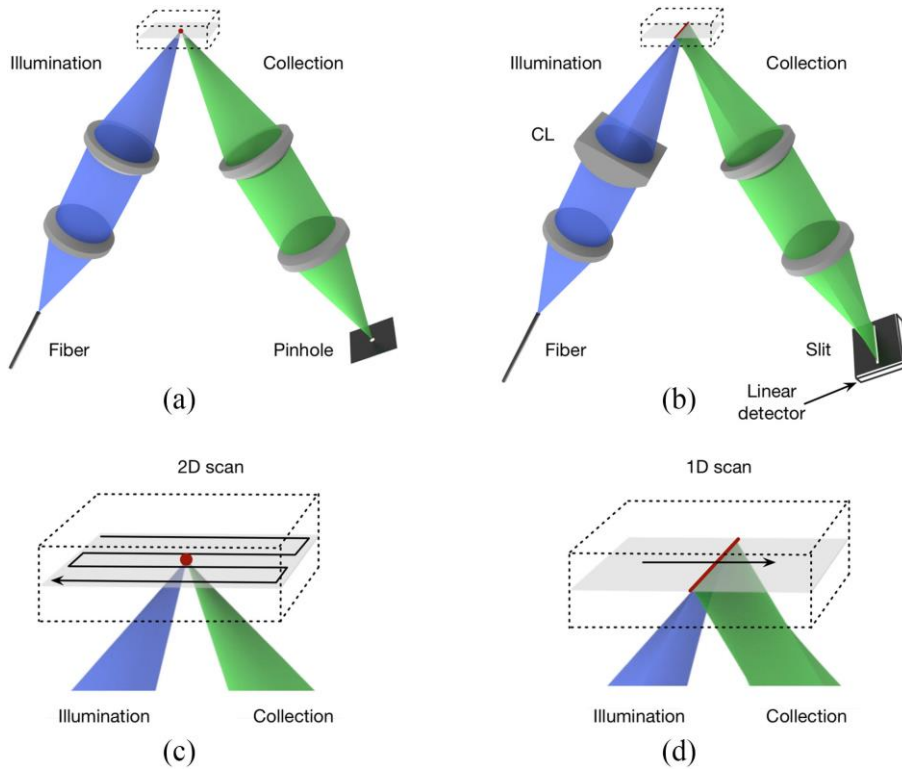 Illumination
Collection
Fiber
Pinhole
(a)
Illumination
Collection
CL
Fiber
Slit
Linear
detector
(b)
2D scan
Illumination
Collection
(c)
1D scan
Illumination
Collection
(d)